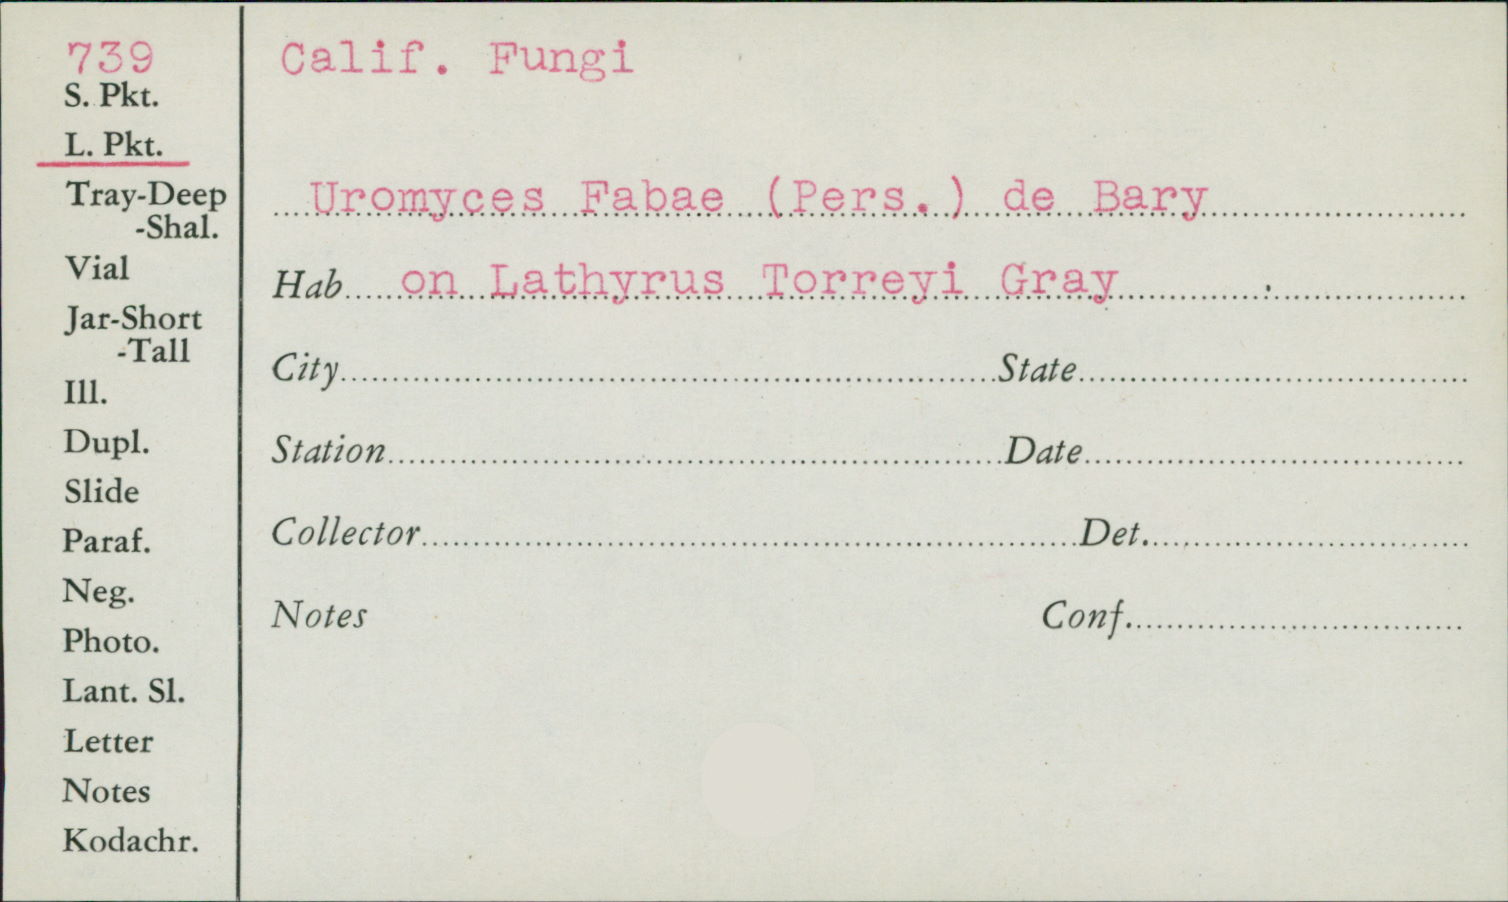 739
S. Pkt.
L. Pkt.
Tray-Deep
-Shal.
Vial
Jar-Short
-Tall
Ill.
Dupl.
Slide
Paraf.
Neg.
Photo.
Lant. Sl.
Letter
Notes
Kodachr.
Calif. Fungi
Uromyces Fabae (Pers.) de Bary
Hab on Lathyrus Torreyi Gray
City State
Station Date
Collector Det.
Notes Conf.